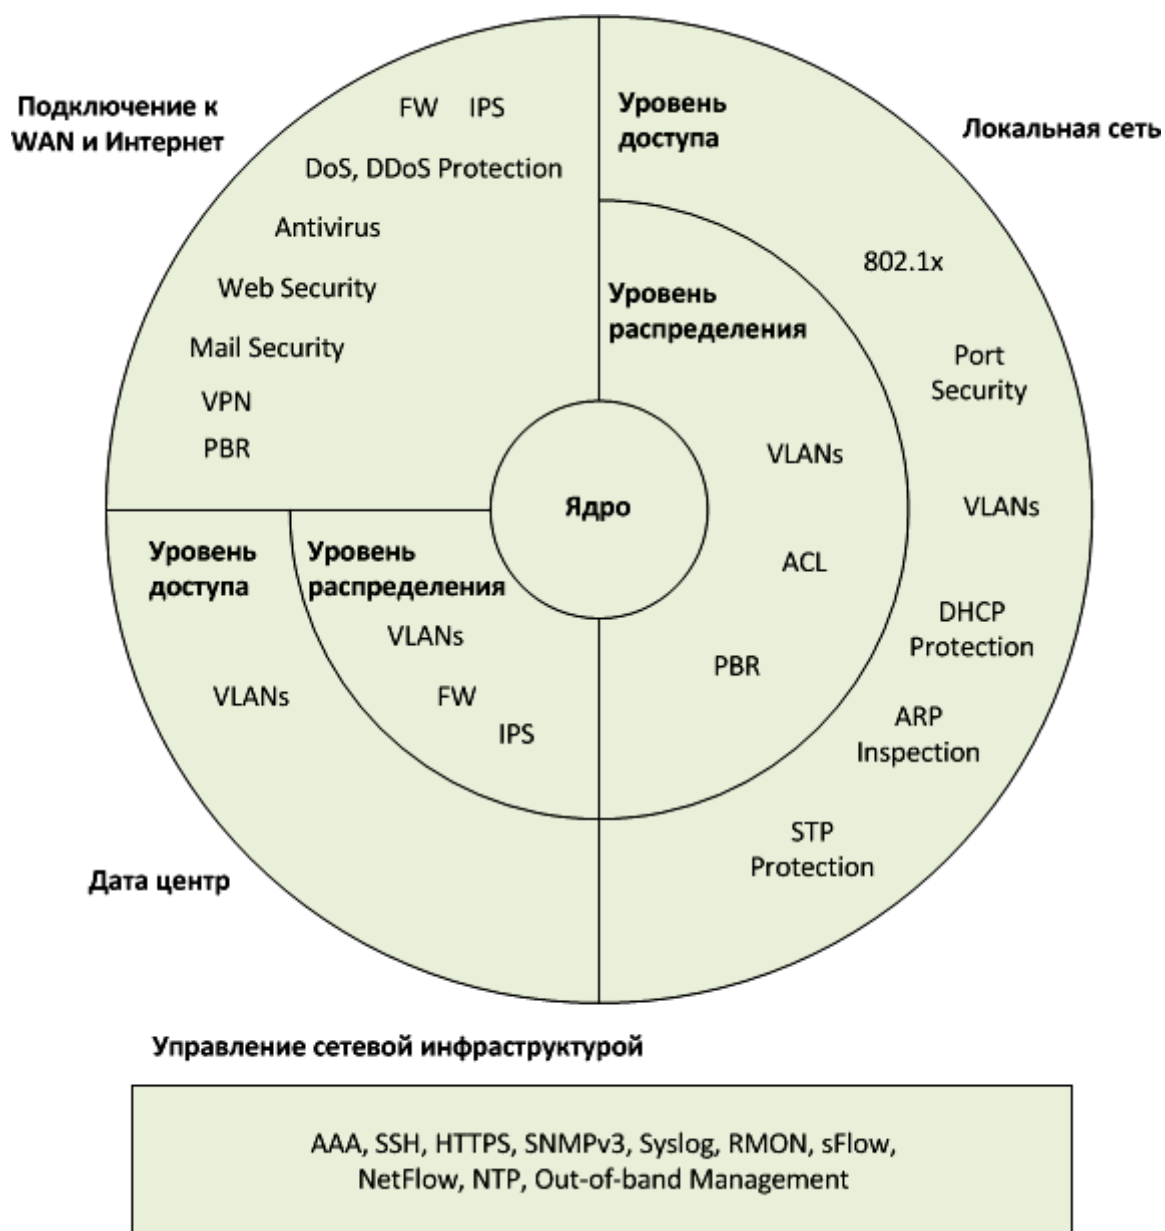 Подключение к
WAN и Интернет
FW IPS
DoS, DDoS Protection
Antivirus
Web Security
Mail Security
VPN
PBR
Уровень
доступа
Локальная сеть
802.1x
Port
Security
VLANs
DHCP
Protection
ARP
Inspection
STP
Protection
Уровень
распределения
VLANs
ACL
PBR
Ядро
Уровень
доступа
VLANs
Уровень
распределения
VLANs
FW
IPS
Дата центр
Управление сетевой инфраструктурой
AAA, SSH, HTTPS, SNMPv3, Syslog, RMON, sFlow,
NetFlow, NTP, Out-of-band Management